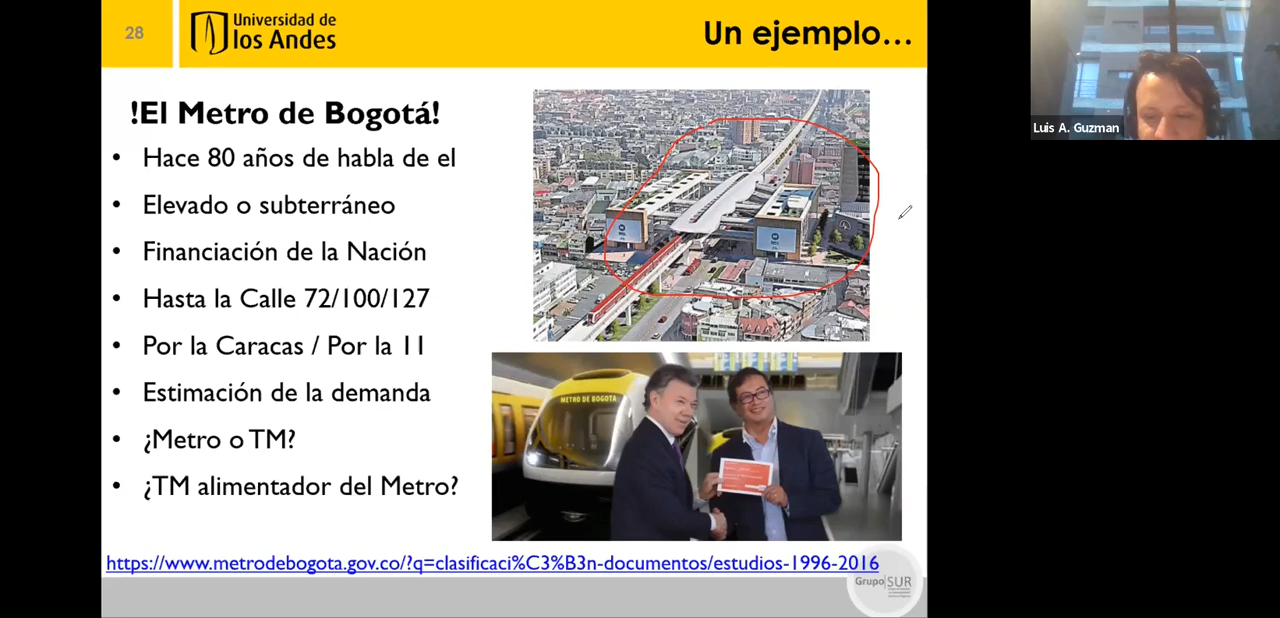 28
Universidad de
los Andes
Un ejemplo...
!El Metro de Bogotá!
• Hace 80 años de habla de el
• Elevado o subterráneo
• Financiación de la Nación
• Hasta la Calle 72/100/127
• Por la Caracas / Por la 11
• Estimación de la demanda
• ¿Metro o TM?
• ¿TM alimentador del Metro?
METRO DE BOGOTA
https://www.metrodebogota.gov.co/?q=clasificaci%C3%B3n-documentos/estudios-1996-2016
Grupo|SUR
Luis A. Guzman